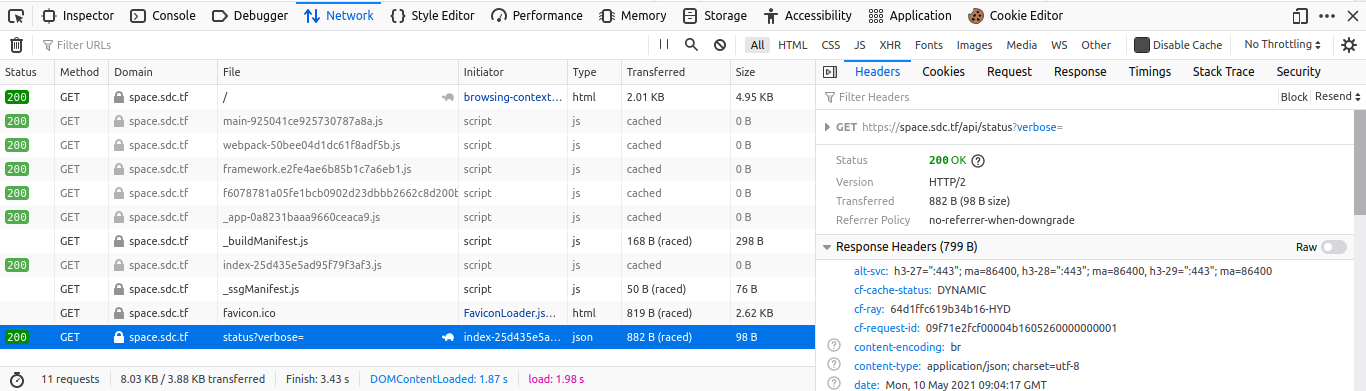 Inspector Console Debugger Network Style Editor Performance Memory Storage Accessibility Application Cookie Editor
Filter URLs All HTML CSS JS XHR Fonts Images Media WS Other Disable Cache No Throttling
Status Method Domain File Initiator Type Transferred Size
200 GET space.sdc.tf / browsing-context... html 2.01 KB 4.95 KB
200 GET space.sdc.tf main-925041ce925730787a8a.js script js cached 0 B
200 GET space.sdc.tf webpack-50bee04d1dc61f8adf5b.js script js cached 0 B
200 GET space.sdc.tf framework.e2fe4ae6b85b1c7a6eb1.js script js cached 0 B
200 GET space.sdc.tf f6078781a05fe1bcb0902d23dbbb2662c8d200b script js cached 0 B
200 GET space.sdc.tf _app-0a8231baaa9660ceaca9.js script js cached 0 B
GET space.sdc.tf _buildManifest.js script js 168 B (raced) 298 B
200 GET space.sdc.tf index-25d435e5ad95f79f3af3.js script js cached 0 B
GET space.sdc.tf _ssgManifest.js script js 50 B (raced) 76 B
GET space.sdc.tf favicon.ico FaviconLoader.js... html 819 B (raced) 2.62 KB
200 GET space.sdc.tf status?verbose= index-25d435e5a... json 882 B (raced) 98 B
11 requests 8.03 KB / 3.88 KB transferred Finish: 3.43 s DOMContentLoaded: 1.87 s load: 1.98 s
Headers Cookies Request Response Timings Stack Trace Security
Filter Headers Block Resend
GET https://space.sdc.tf/api/status?verbose=
Status 200 OK ?
Version HTTP/2
Transferred 882 B (98 B size)
Referrer Policy no-referrer-when-downgrade
Response Headers (799 B) Raw
alt-svc: h3-27=":443"; ma=86400, h3-28=":443"; ma=86400, h3-29=":443"; ma=86400
cf-cache-status: DYNAMIC
cf-ray: 64d1ffc619b34b16-HYD
cf-request-id: 09f71e2fcf00004b1605260000000001
? content-encoding: br
? content-type: application/json; charset=utf-8
? date: Mon, 10 May 2021 09:04:17 GMT